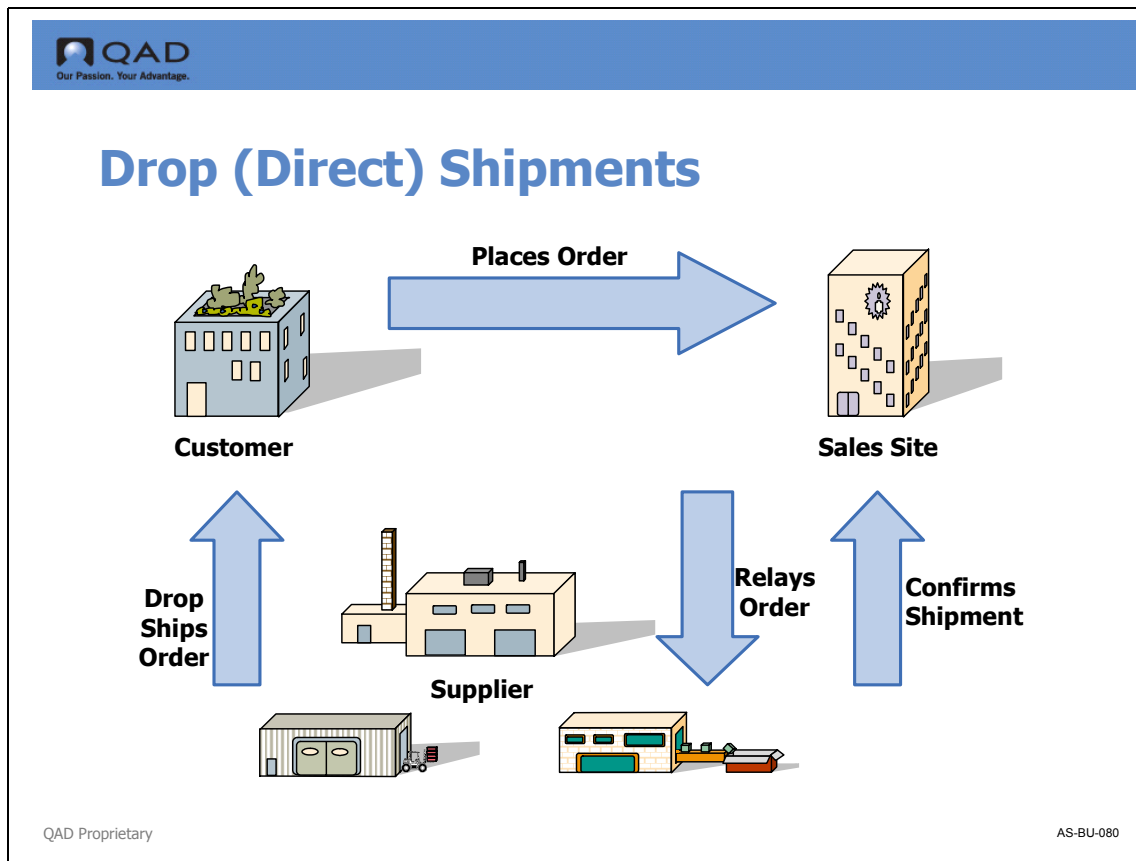 QAD
Our Passion. Your Advantage.
Drop (Direct) Shipments
Places Order
Customer
Sales Site
Drop
Ships
Order
Relays
Order
Confirms
Shipment
Supplier
QAD Proprietary
AS-BU-080